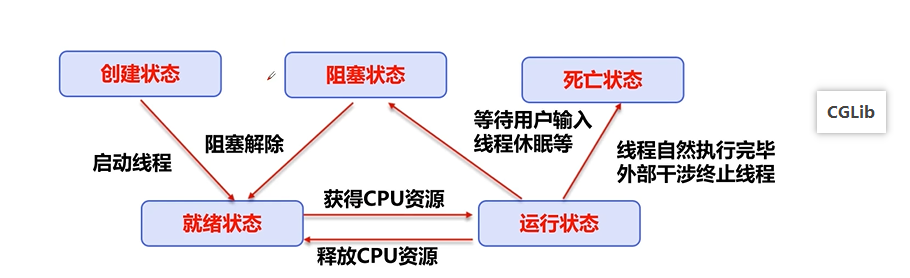 创建状态
阻塞状态
死亡状态
CGLib
启动线程
阻塞解除
等待用户输入
线程休眠等
线程自然执行完毕
外部干涉终止线程
就绪状态
获得CPU资源
运行状态
释放CPU资源